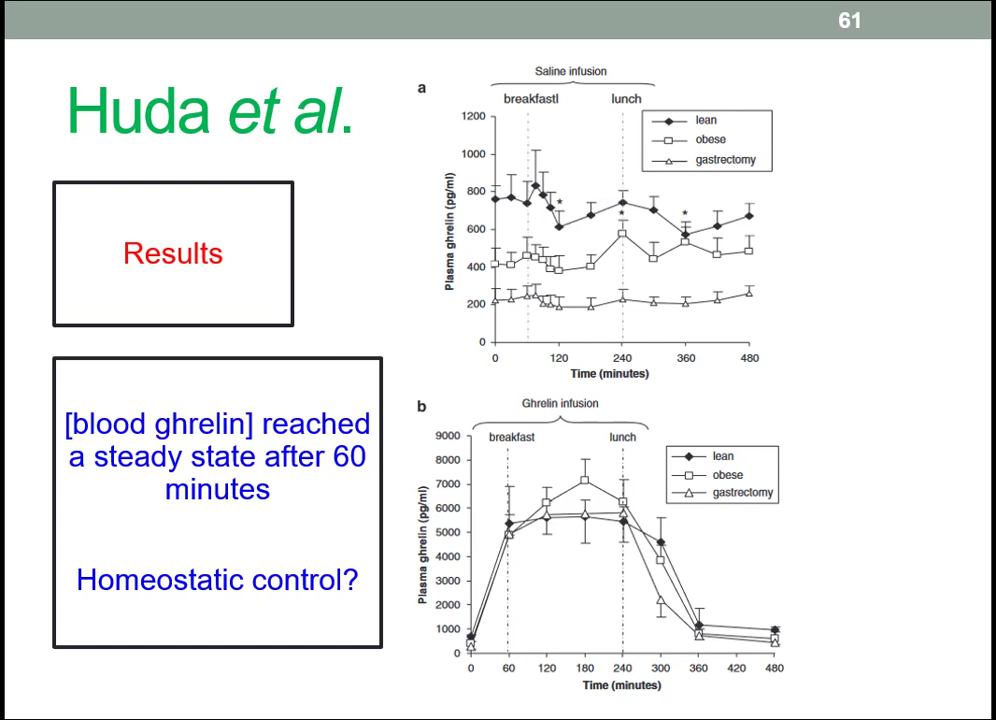 61
Huda et al.
Results
[blood ghrelin] reached
a steady state after 60
minutes
Homeostatic control?
a
Saline infusion
breakfastl
lunch
lean
obese
gastrectomy
1200
1000
800
600
400
200
0
Plasma ghrelin (pg/ml)
* * *
0 120 240 360 480
Time (minutes)
b
Ghrelin infusion
breakfast
lunch
lean
obese
gastrectomy
9000
8000
7000
6000
5000
4000
3000
2000
1000
0
Plasma ghrelin (pg/ml)
0 60 120 180 240 300 360 420 480
Time (minutes)